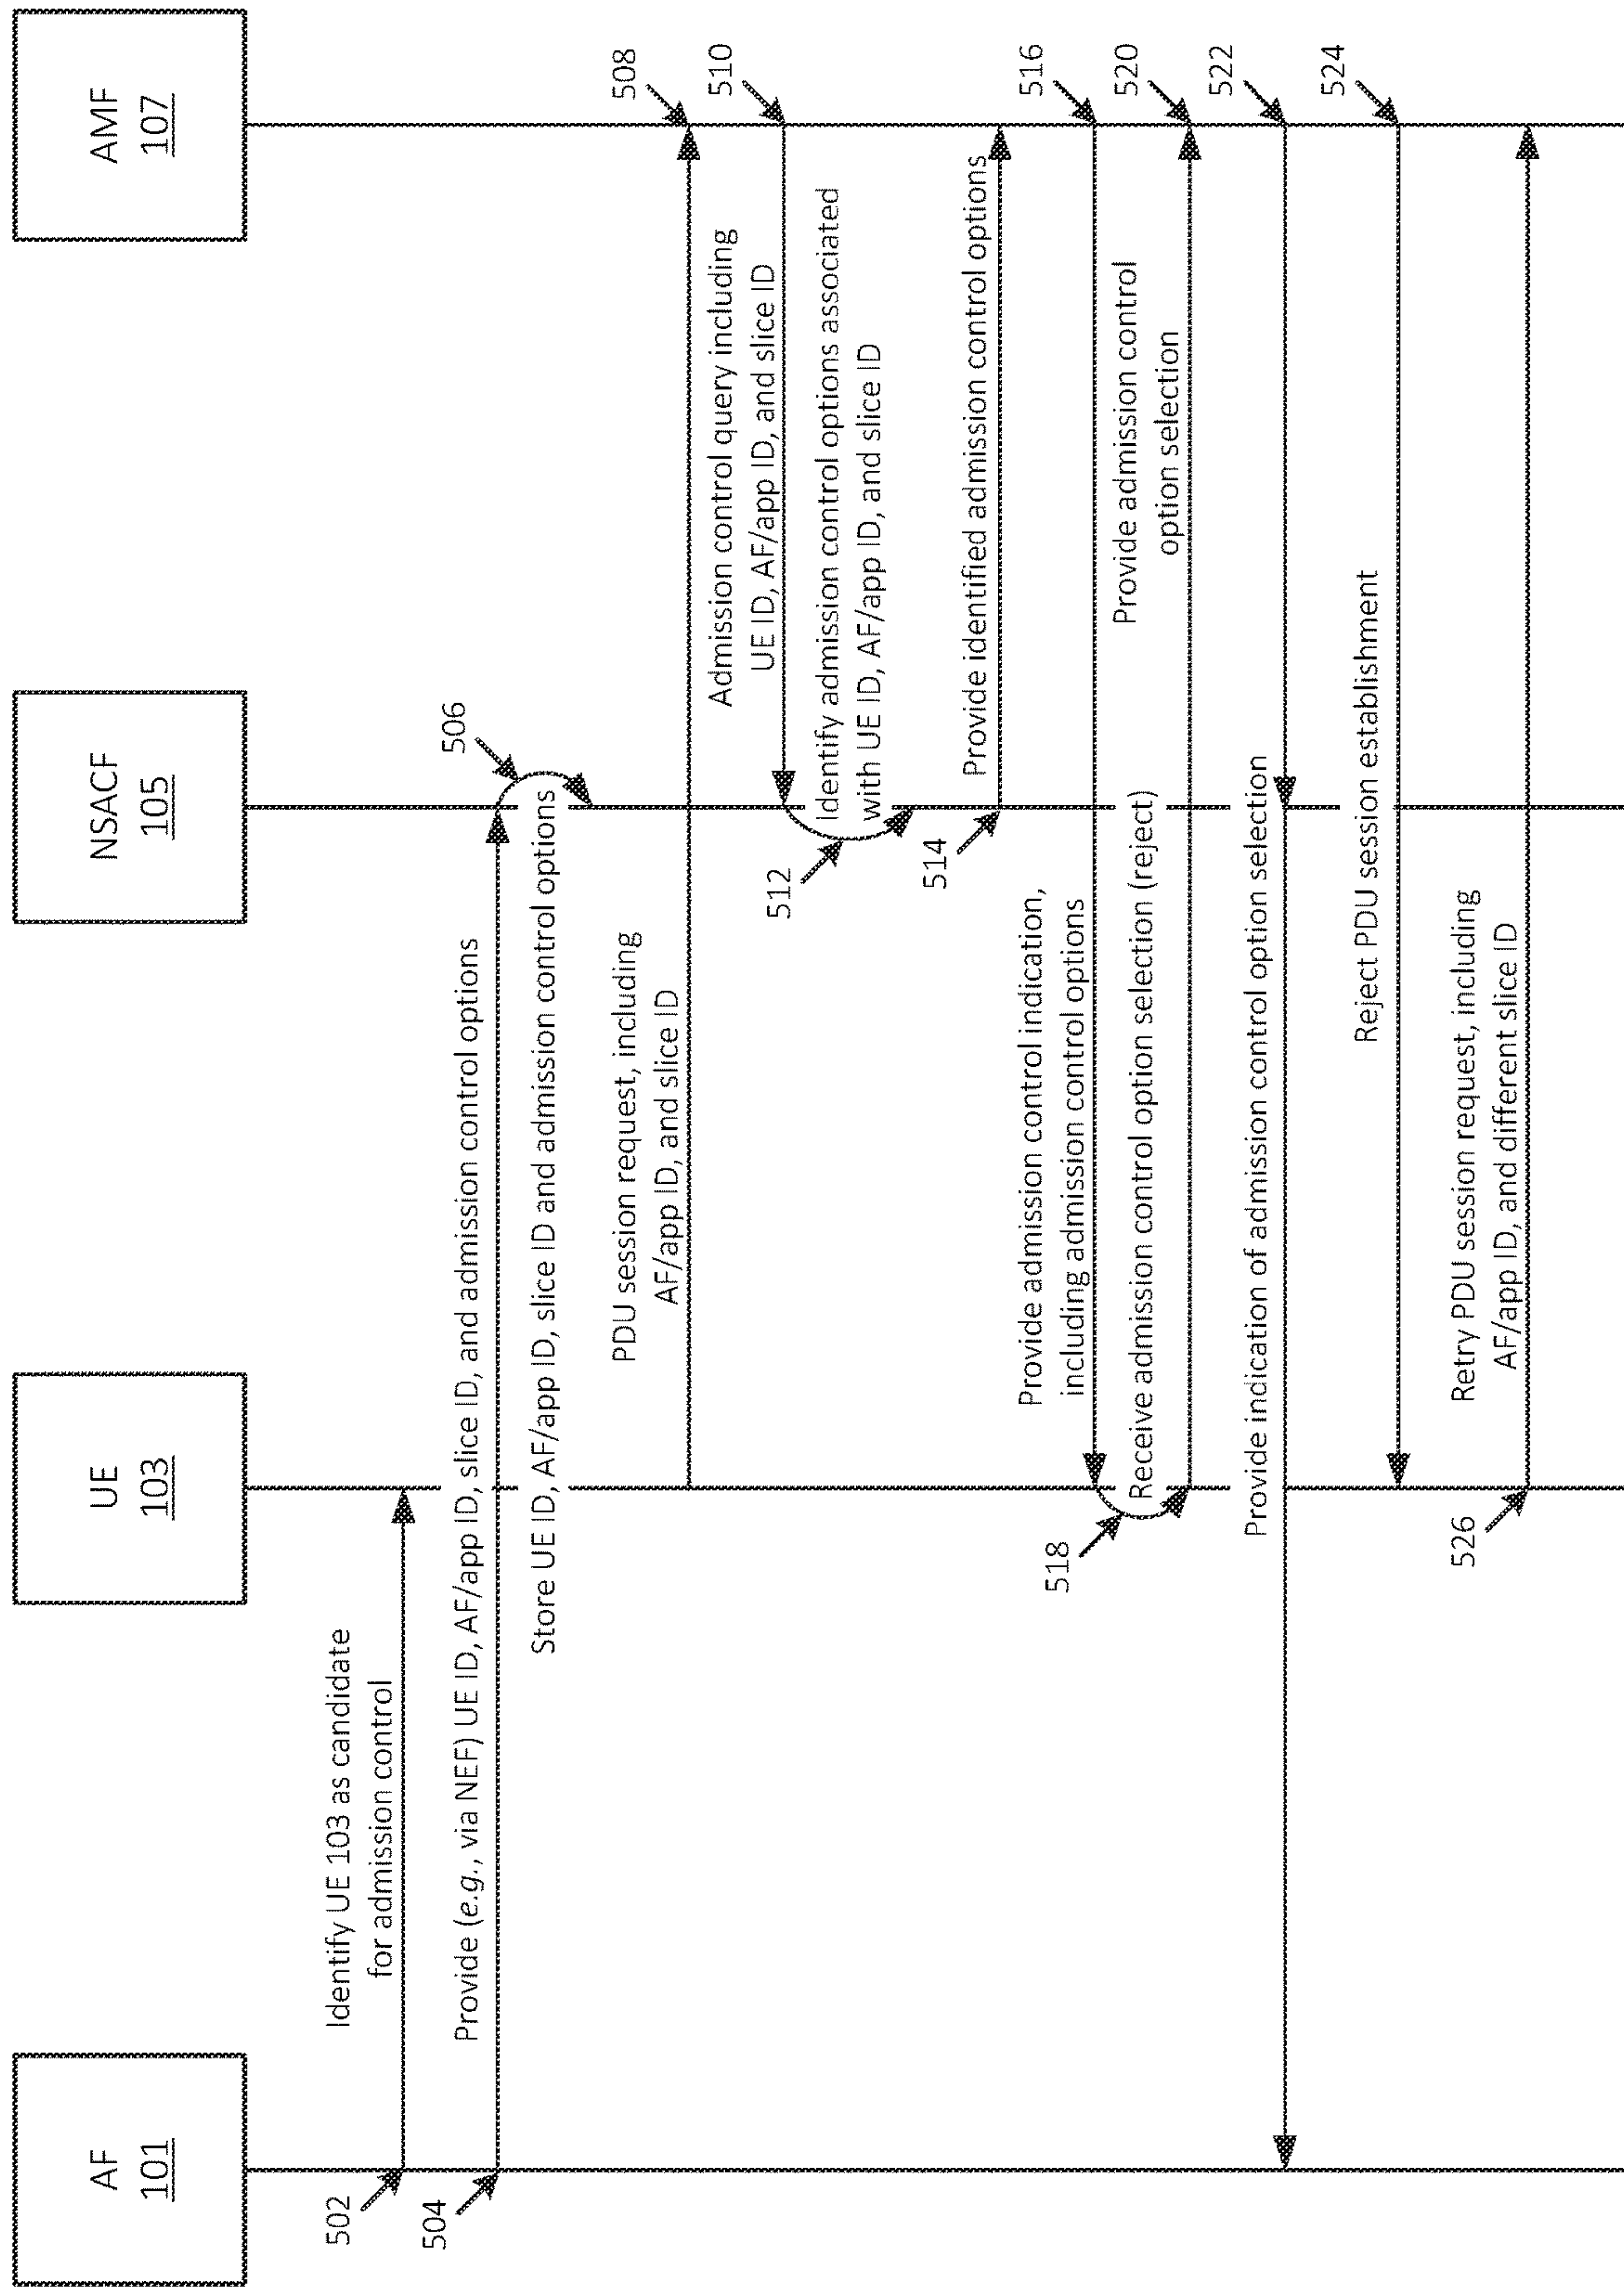 AF
101
UE
103
NSACF
105
AMF
107
502
Identify UE 103 as candidate
for admission control
504
Provide (e.g., via NEF) UE ID, AF/app ID, slice ID, and admission control options
506
Store UE ID, AF/app ID, slice ID and admission control options
508
PDU session request, including
AF/app ID, and slice ID
510
Admission control query including
UE ID, AF/app ID, and slice ID
512
Identify admission control options associated
with UE ID, AF/app ID, and slice ID
514
Provide identified admission control options
516
Provide admission control indication,
including admission control options
518
Receive admission control option selection (reject)
520
Provide admission control
option selection
522
Provide indication of admission control option selection
524
Reject PDU session establishment
526
Retry PDU session request, including
AF/app ID, and different slice ID